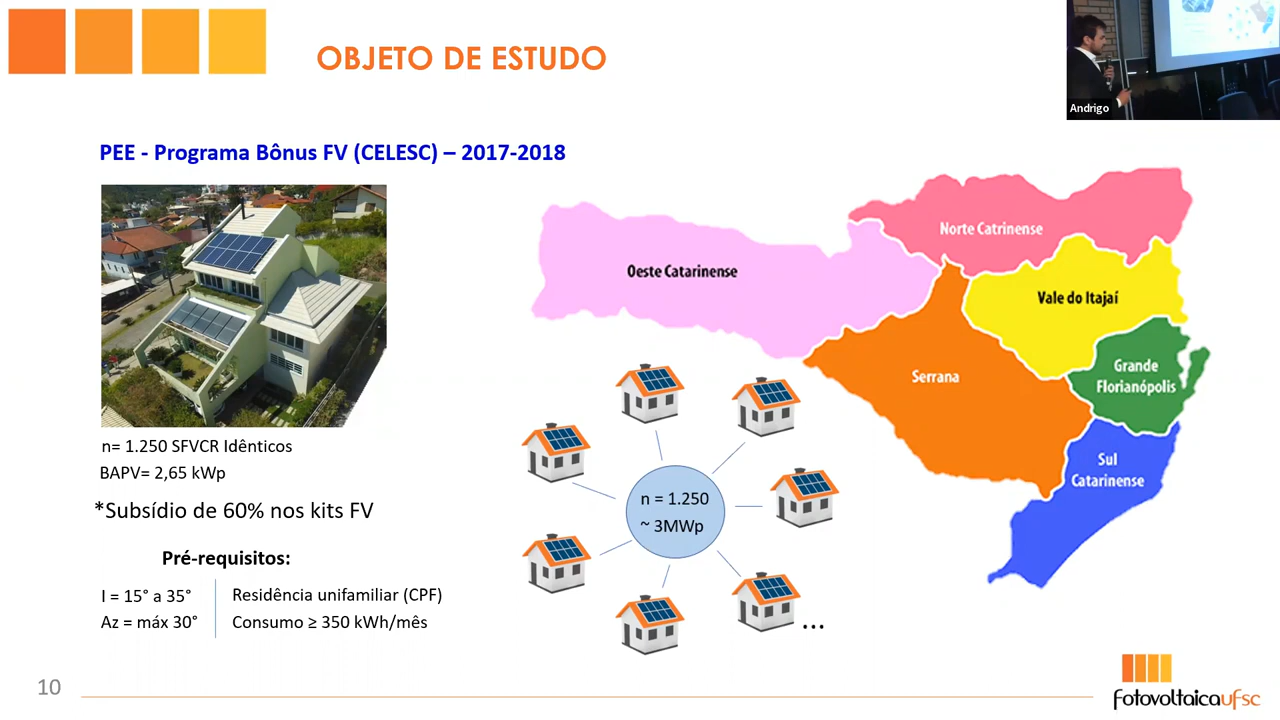 OBJETO DE ESTUDO
Andrigo
PEE - Programa Bônus FV (CELESC) – 2017-2018
Norte Catrinense
Oeste Catarinense
Vale do Itajaí
Grande
Florianópolis
Serrana
Sul
Catarinense
n= 1.250 SFVCR Idênticos
BAPV= 2,65 kWp
*Subsídio de 60% nos kits FV
n = 1.250
~ 3MWp
...
Pré-requisitos:
I = 15° a 35°
Az = máx 30°
Residência unifamiliar (CPF)
Consumo ≥ 350 kWh/mês
10
fotovoltaicaufsc